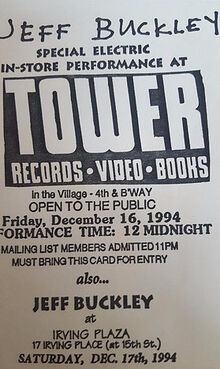 JEFF BUCKLEY
SPECIAL ELECTRIC
IN-STORE PERFORMANCE AT
TOWER
RECORDS · VIDEO · BOOKS
in the Village - 4th & B'WAY
OPEN TO THE PUBLIC
Friday, December 16, 1994
FORMANCE TIME: 12 MIDNIGHT
MAILING LIST MEMBERS ADMITTED 11PM
MUST BRING THIS CARD FOR ENTRY
also...
JEFF BUCKLEY
at
IRVING PLAZA
17 IRVING PLACE (at 15th St.)
SATURDAY, DEC. 17th, 1994